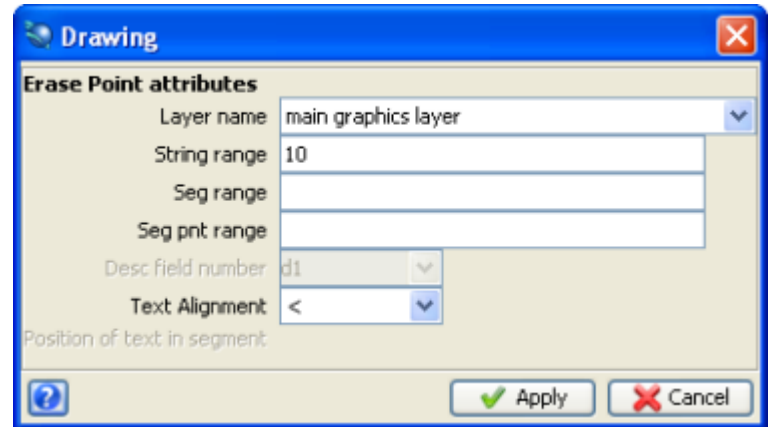 Drawing
Erase Point attributes
Layer name main graphics layer
String range 10
Seg range
Seg pnt range
Desc field number d1
Text Alignment <
Position of text in segment
? Apply Cancel